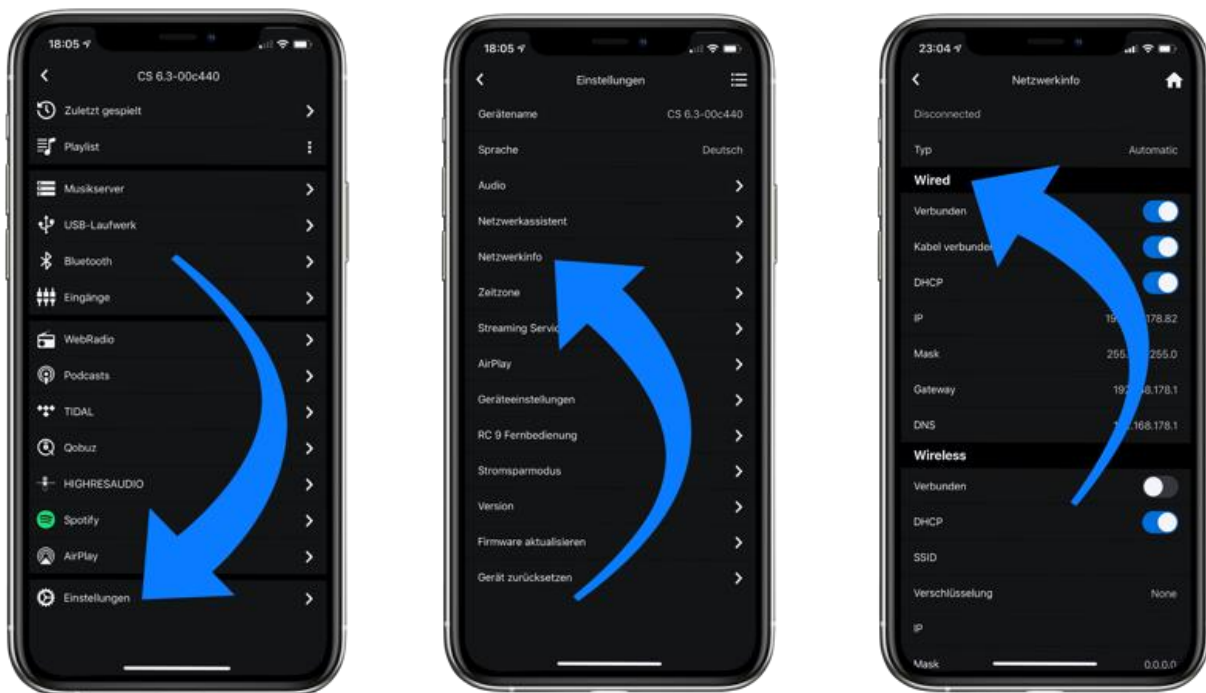 18:05
CS 6.3-00c440
Zuletzt gespielt
Playlist
Musikserver
USB-Laufwerk
Bluetooth
Eingänge
WebRadio
Podcasts
TIDAL
Qobuz
HIGHRESAUDIO
Spotify
AirPlay
Einstellungen
18:05
Einstellungen
Gerätename CS 6.3-00c440
Sprache Deutsch
Audio
Netzwerkassistent
Netzwerkinfo
Zeitzone
Streaming
AirPlay
Geräteeinstellungen
RC 9 Fernbedienung
Stromsparmodus
Version
Firmware aktualisieren
Gerät zurücksetzen
23:04
Netzwerkinfo
Disconnected
Typ Automatic
Wired
Verbunden
Kabel
DHCP
IP
Mask
Gateway
DNS
Wireless
Verbunden
DHCP
SSID
Verschlüsselung None
IP
Mask 0.0.0.0